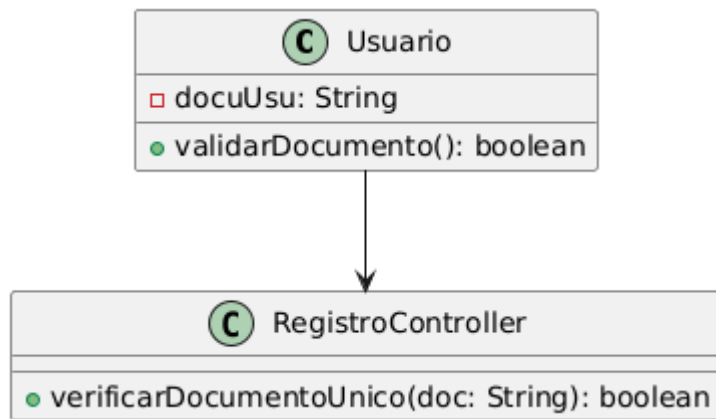 C Usuario
docuUsu: String
validarDocumento(): boolean
C RegistroController
verificarDocumentoUnico(doc: String): boolean